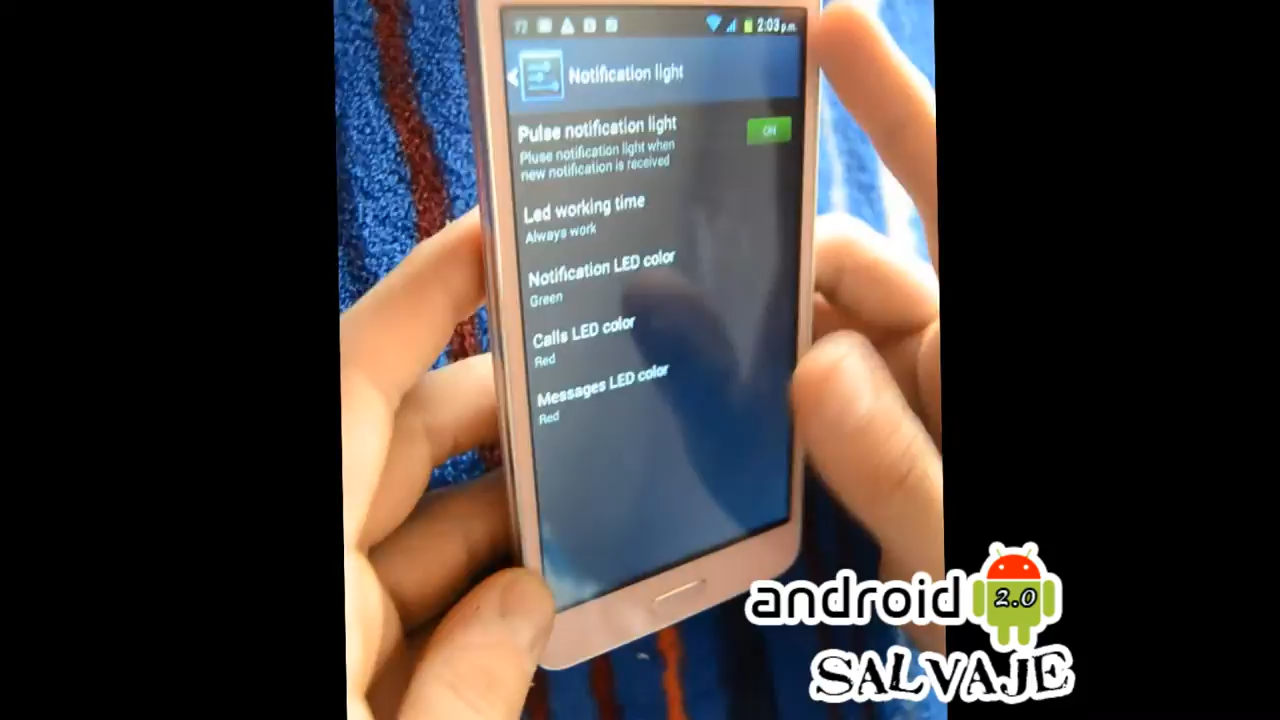 72
2:03 p.m.
Notification light
Pulse notification light
ON
Pluse notification light when
new notification is received
Led working time
Always work
Notification LED color
Green
Calls LED color
Red
Messages LED color
Red
android
2.0
SALVAJE